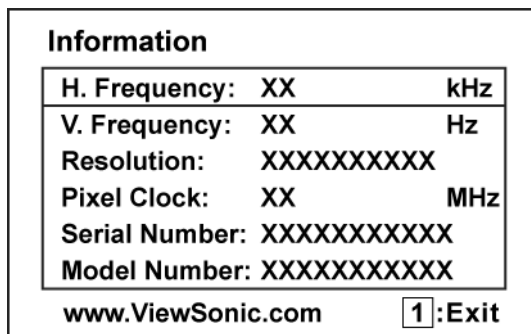 Information
H. Frequency: XX kHz
V. Frequency: XX Hz
Resolution: XXXXXXXXXX
Pixel Clock: XX MHz
Serial Number: XXXXXXXXXXX
Model Number: XXXXXXXXXXX
www.ViewSonic.com 1:Exit